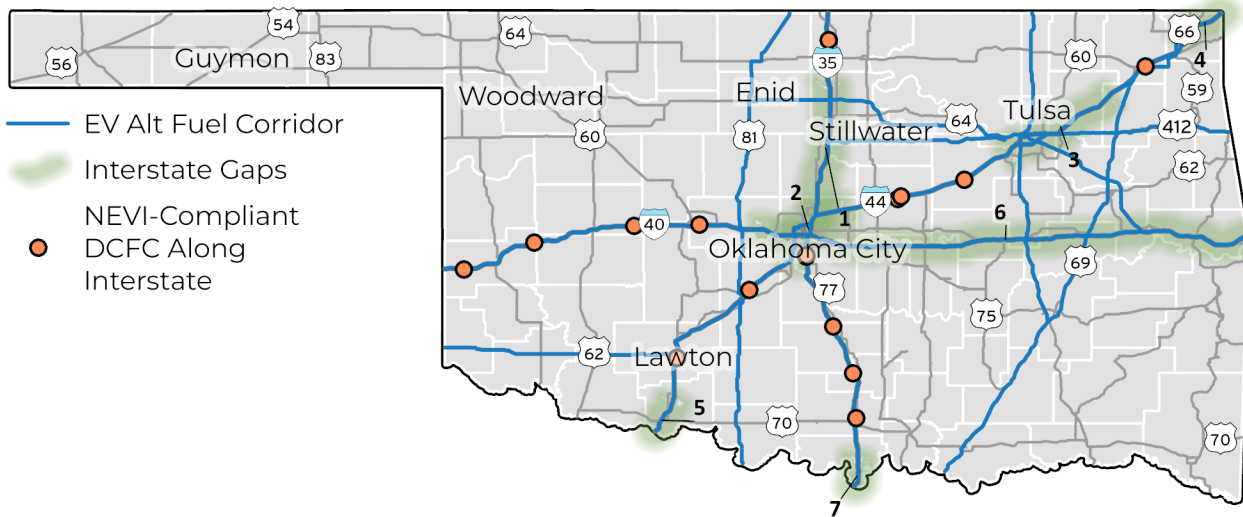 54
64
66
56
Guymon
83
35
60
4
Woodward
Enid
59
Tulsa
EV Alt Fuel Corridor
60
81
Stillwater
64
412
3
62
Interstate Gaps
NEVI-Compliant
DCFC Along
Interstate
2
44
1
40
6
Oklahoma City
69
77
75
62
Lawton
5
70
70
7